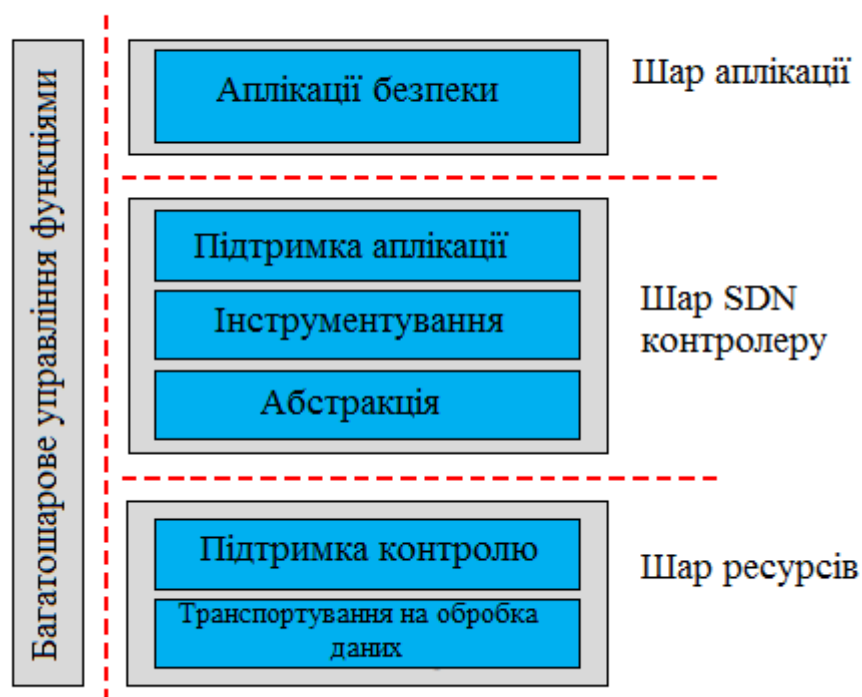 Багатошарове управління функціями
Аплікації безпеки
Шар аплікації
Підтримка аплікації
Інструментування
Абстракція
Шар SDN
контролеру
Підтримка контролю
Транспортування на обробка
даних
Шар ресурсів